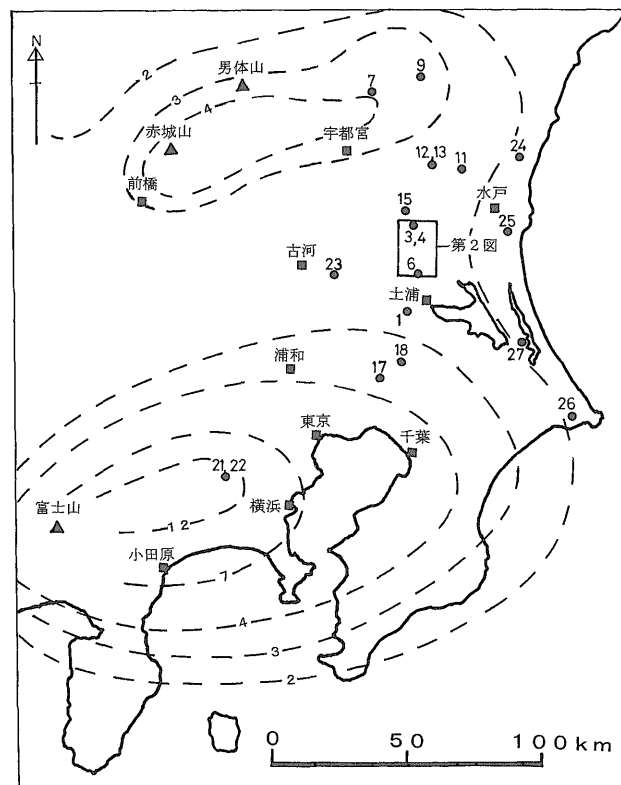 N
2
男体山
3
7
9
4
赤城山
宇都宮
24
12,13
11
前橋
15
水戸
3,4
25
第2図
古河
23
6
土浦
1
27
浦和
18
17
26
東京
千葉
21,22
富士山
横浜
12
小田原
7
4
3
2
0
50
100km